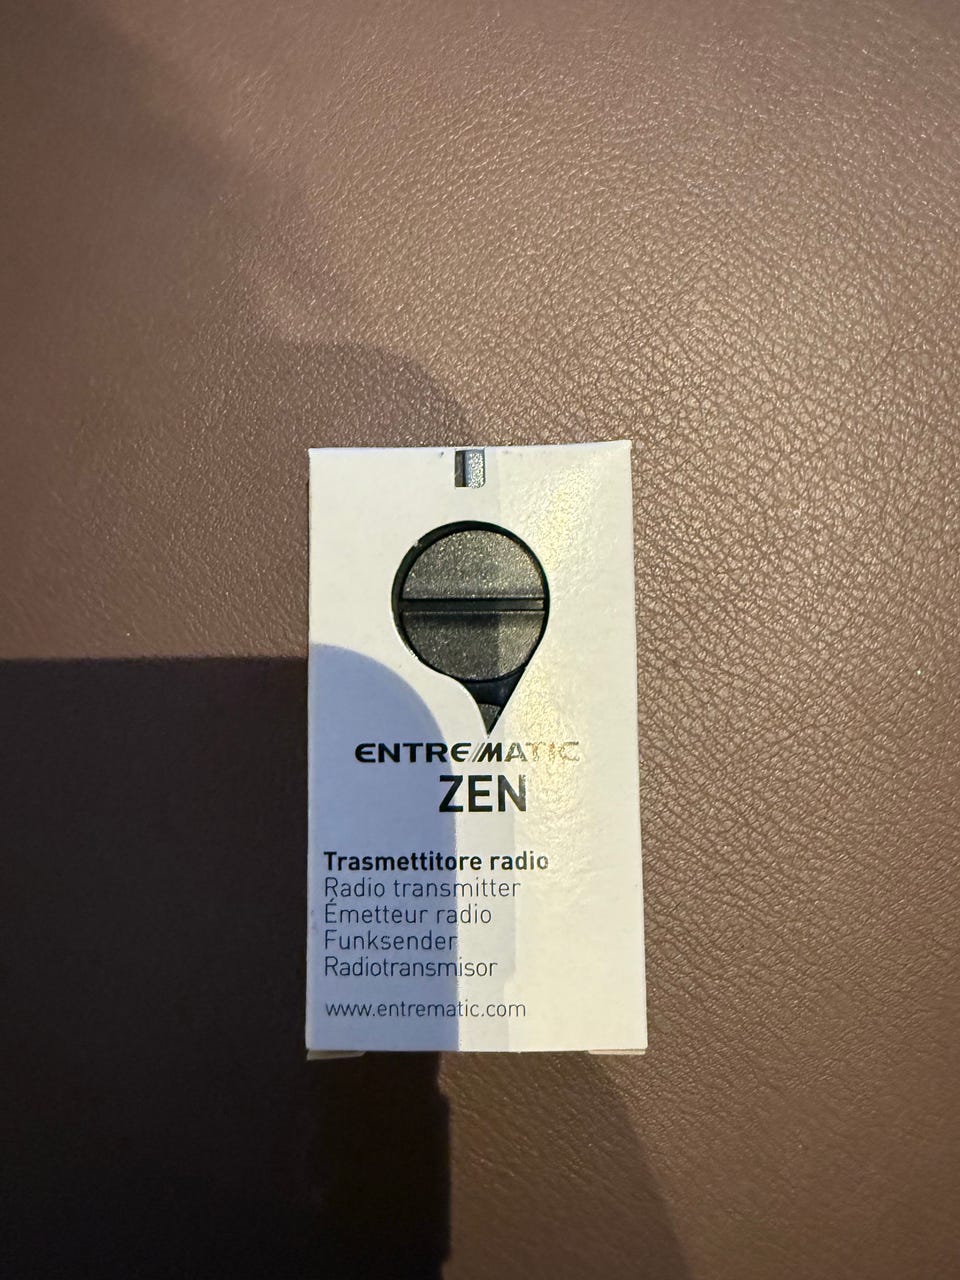 ENTREMATIC
ZEN
Trasmettitore radio
Radio transmitter
Émetteur radio
Funksender
Radiotransmisor
www.entrematic.com